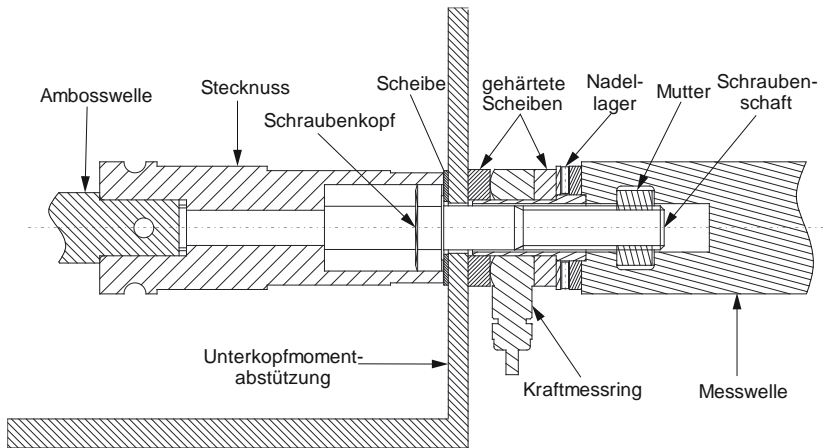 Ambosswelle
Stecknuss
Schraubenkopf
Scheibe
gehärtete
Scheiben
Nadel-
lager
Mutter
Schrauben-
schaft
Unterkopfmoment-
abstützung
Kraftmessring
Messwelle